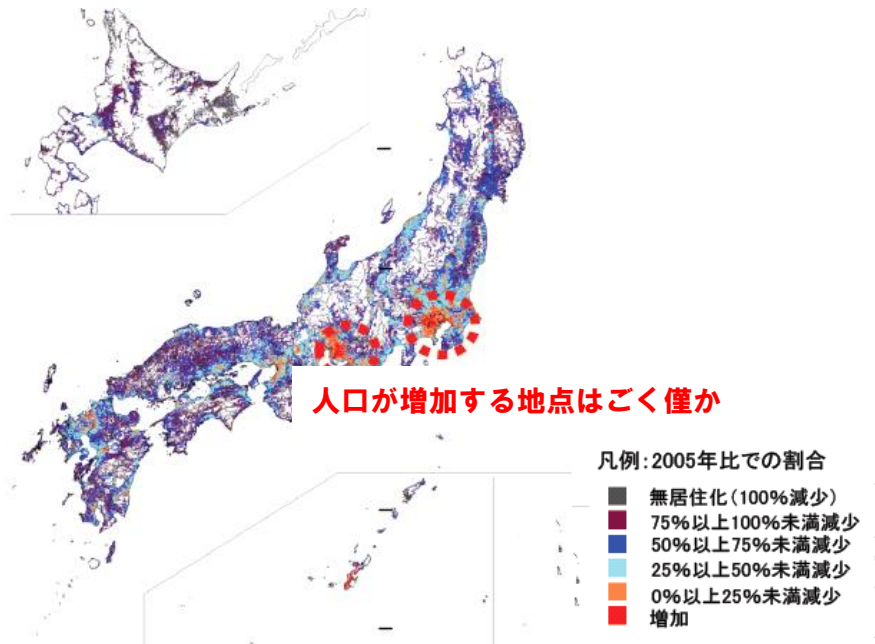 人口が増加する地点はごく僅か
凡例：2005年比での割合
無居住化（100％減少）
75％以上100％未満減少
50％以上75％未満減少
25％以上50％未満減少
0％以上25％未満減少
増加